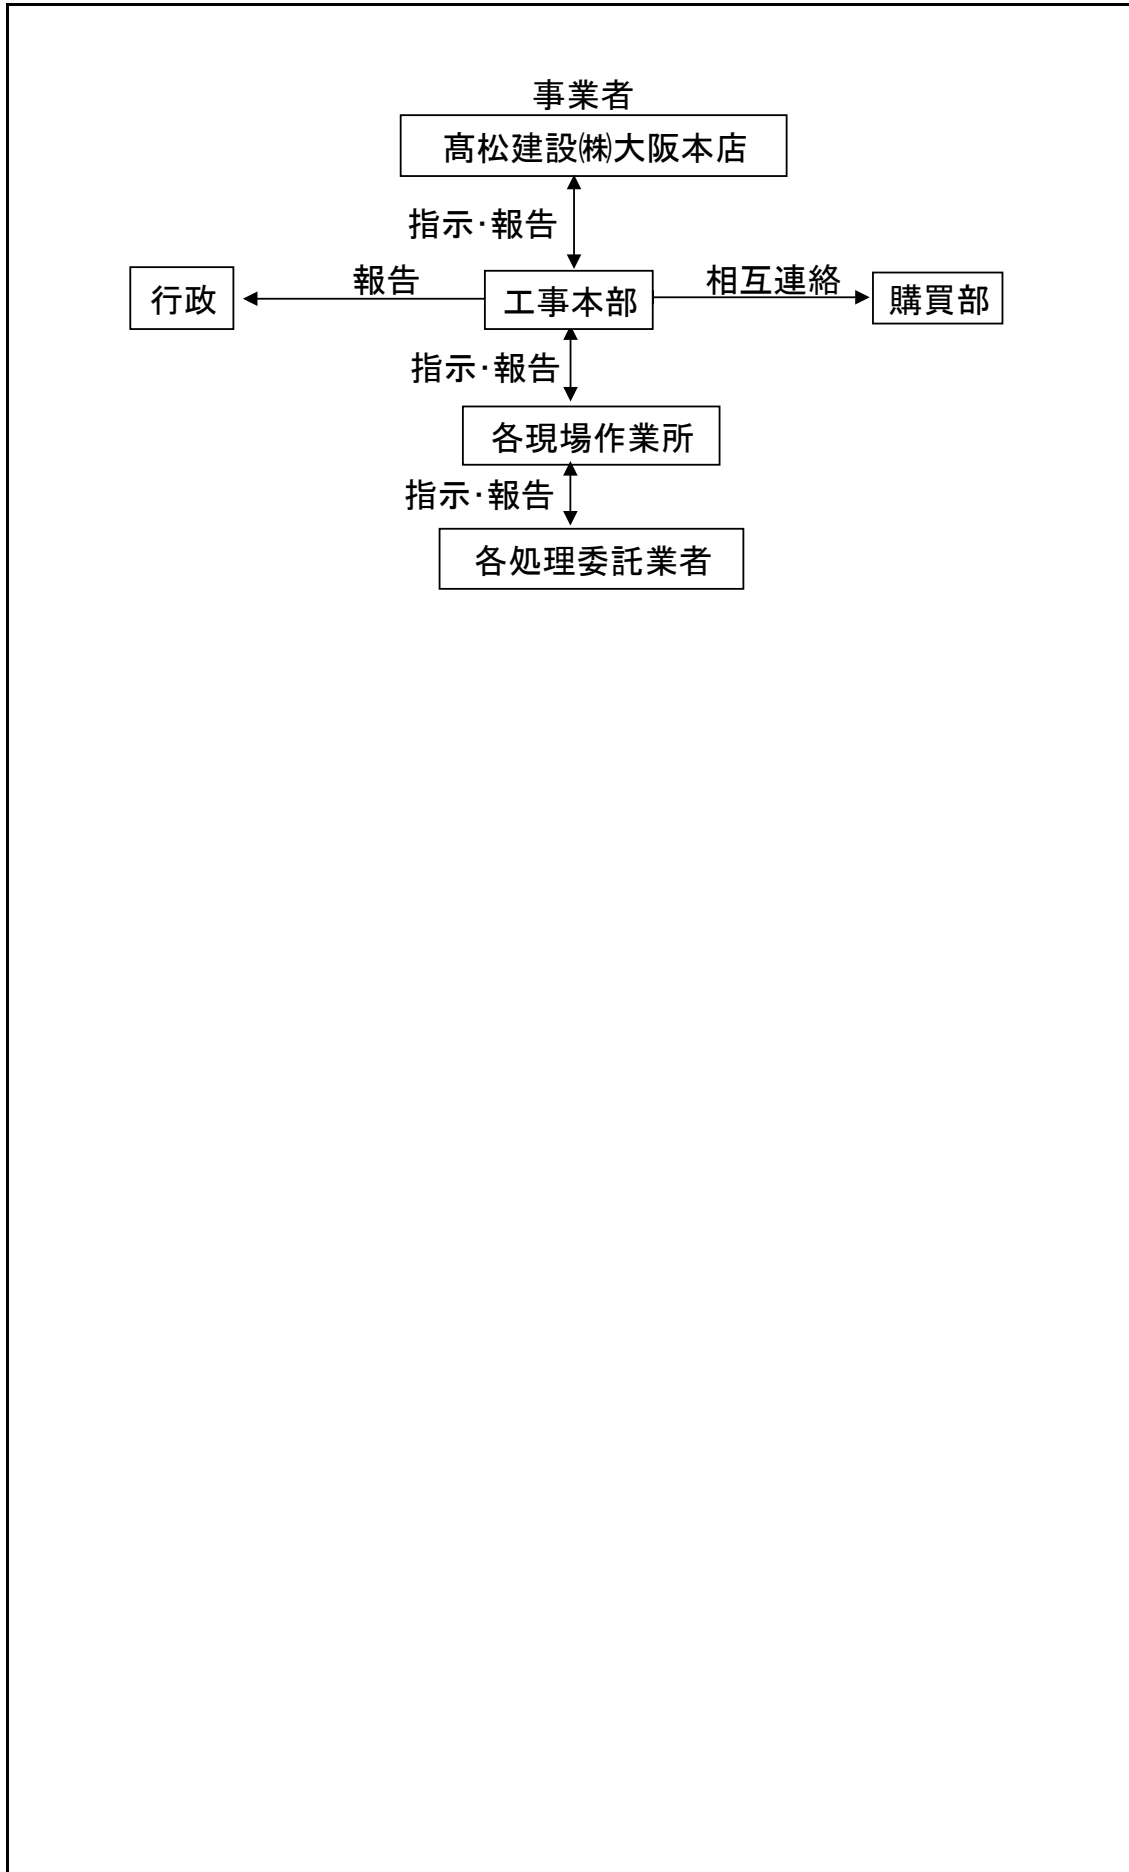 事業者
髙松建設㈱大阪本店
指示・報告
報告
相互連絡
行政
工事本部
購買部
指示・報告
各現場作業所
指示・報告
各処理委託業者